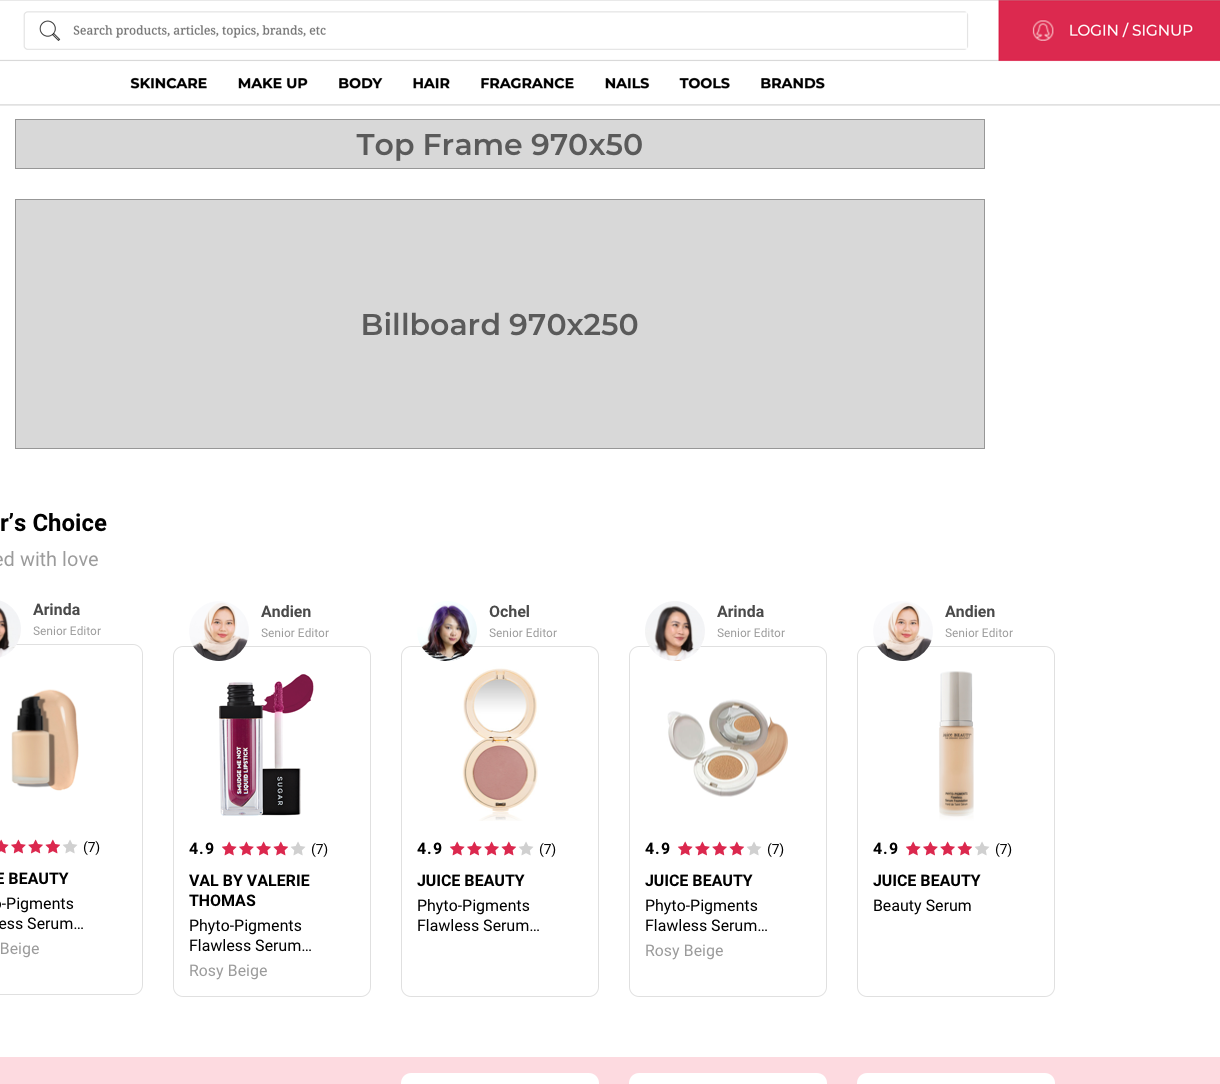 Search products, articles, topics, brands, etc
LOGIN / SIGNUP
SKINCARE MAKE UP BODY HAIR FRAGRANCE NAILS TOOLS BRANDS
Top Frame 970x50
Billboard 970x250
r’s Choice
ed with love
Arinda
Senior Editor
(7)
E BEAUTY
-Pigments
ess Serum...
Beige
Andien
Senior Editor
SMUDGE ME NOT
LIQUID LIPSTICK
SUGAR
4.9 (7)
VAL BY VALERIE
THOMAS
Phyto-Pigments
Flawless Serum...
Rosy Beige
Ochel
Senior Editor
4.9 (7)
JUICE BEAUTY
Phyto-Pigments
Flawless Serum...
Arinda
Senior Editor
4.9 (7)
JUICE BEAUTY
Phyto-Pigments
Flawless Serum...
Rosy Beige
Andien
Senior Editor
4.9 (7)
JUICE BEAUTY
Beauty Serum